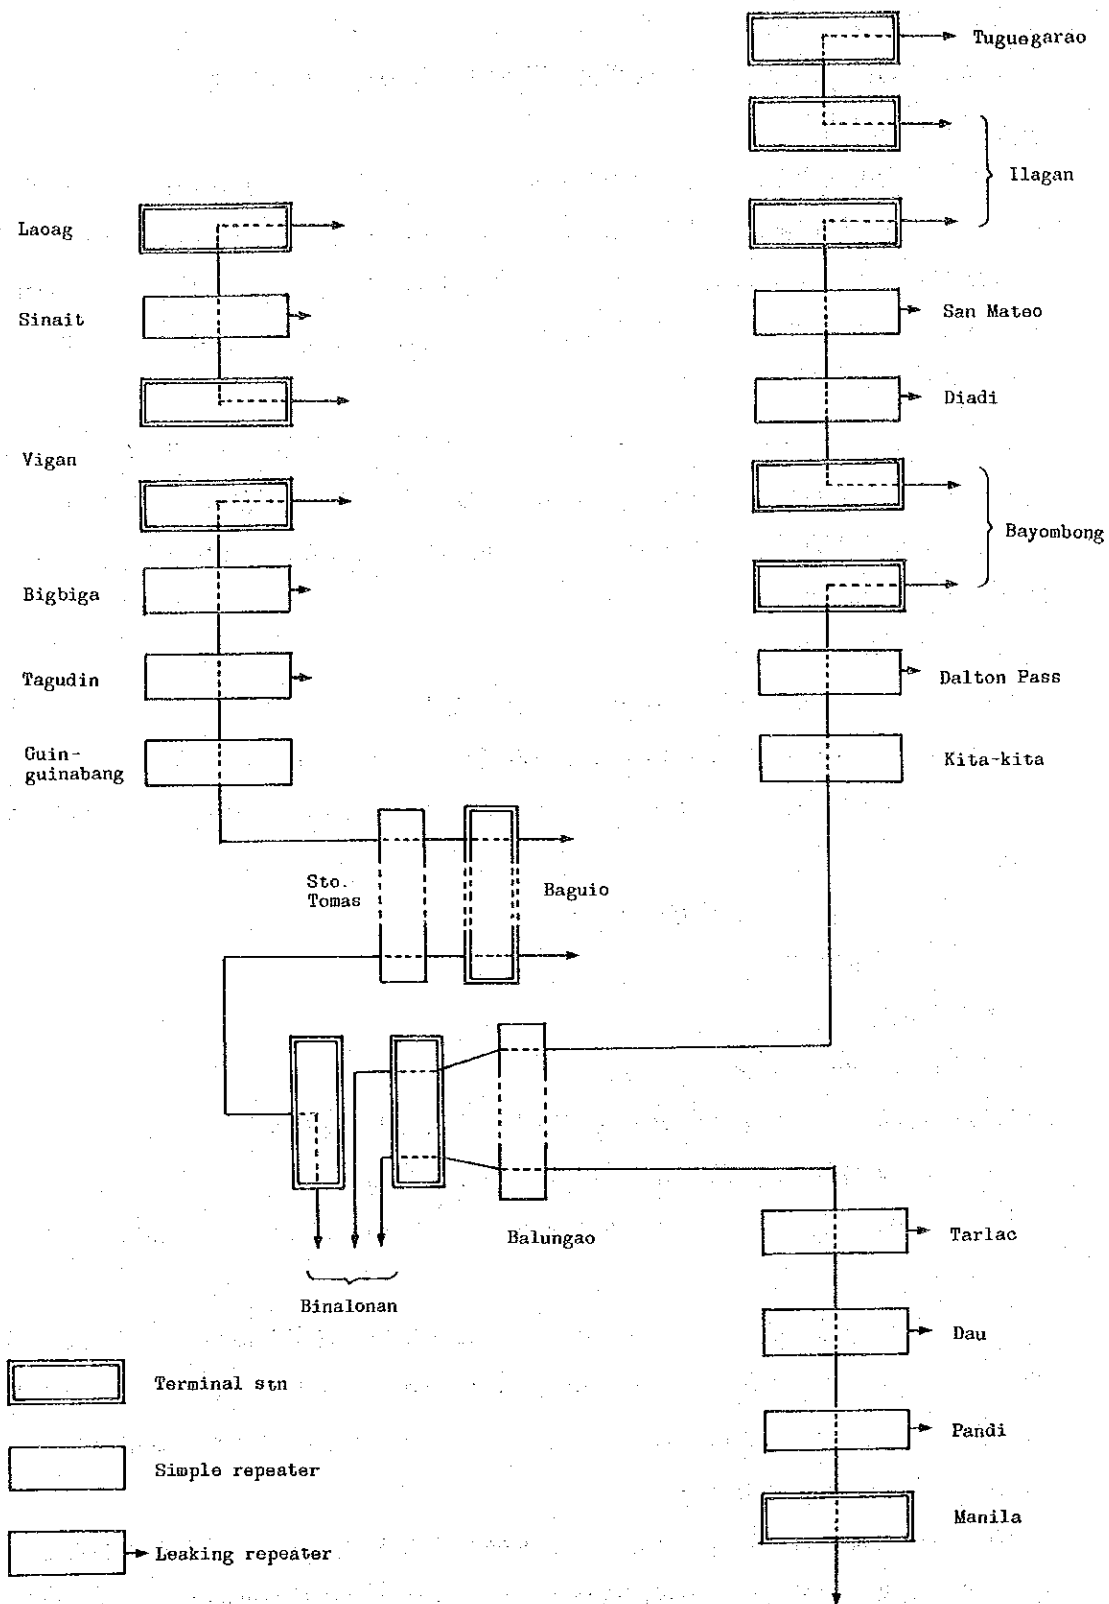 Tuguegarao
Ilagan
Laoag
Sinait
San Mateo
Diadi
Vigan
Bayombong
Bigbiga
Tagudin
Dalton Pass
Guin-
guinabang
Kita-kita
Sto.
Tomas
Baguio
Balungao
Tarlac
Binalonan
Dau
Terminal stn
Pandi
Simple repeater
Manila
Leaking repeater